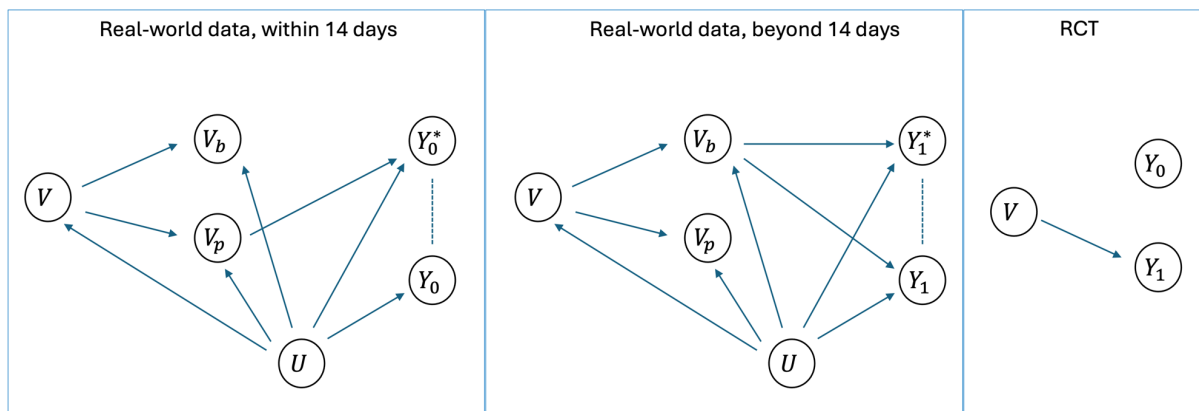 Real-world data, within 14 days
V
V_b
V_p
Y_0^*
Y_0
U
Real-world data, beyond 14 days
V
V_b
V_p
Y_1^*
Y_1
U
RCT
V
Y_0
Y_1